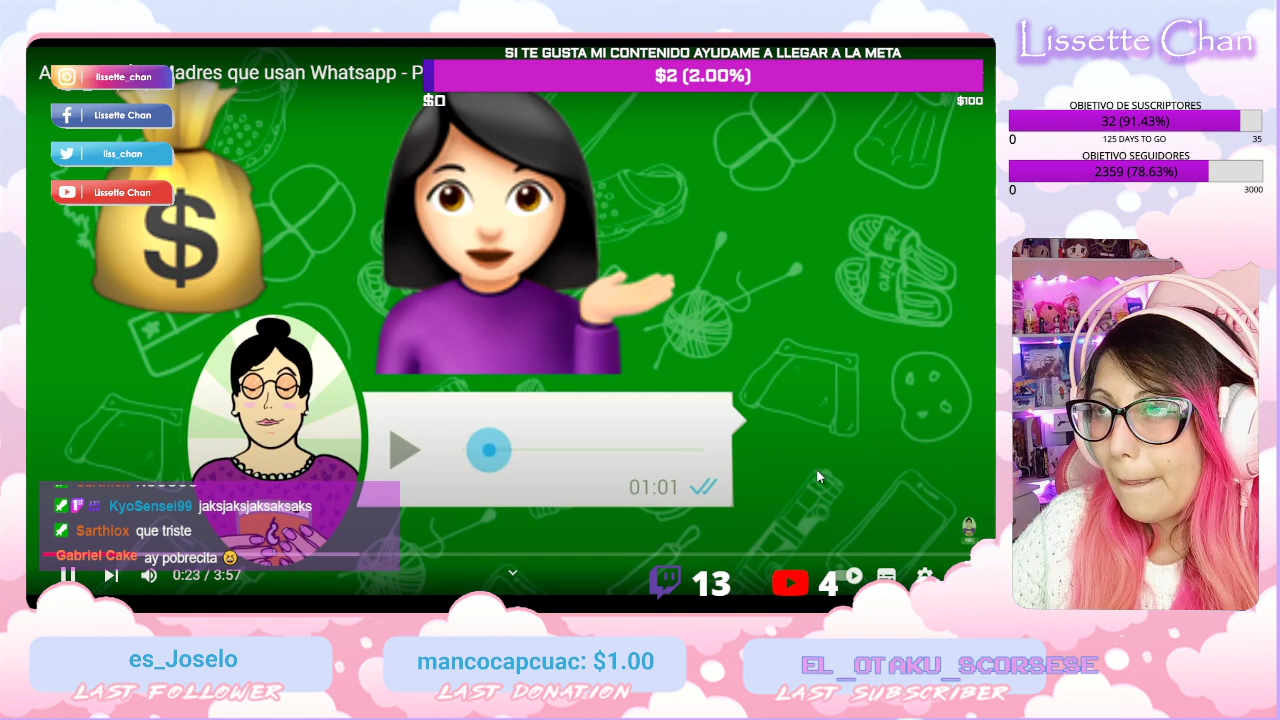 Lissette Chan
SI TE GUSTA MI CONTENIDO AYUDAME A LLEGAR A LA META
Madres que usan Whatsapp - P
$2 (2.00%)
$0
$100
lissette_chan
Lissette Chan
liss_chan
Lissette Chan
OBJETIVO DE SUSCRIPTORES
32 (91.43%)
0
125 DAYS TO GO
35
OBJETIVO SEGUIDORES
2359 (78.63%)
0
3000
$
01:01
KyoSensei99 jaksjaksjaksaksaks
Sarthiox que triste
Gabriel Cake ay pobrecita
0:23 / 3:57
13
4
es_Joselo
LAST FOLLOWER
mancocapcuac: $1.00
LAST DONATION
EL_OTAKU_SCORSESE
LAST SUBSCRIBER